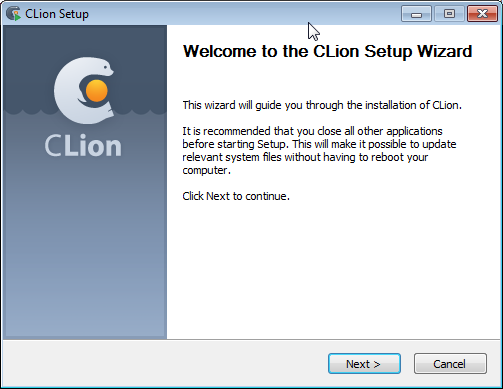 CLion Setup
CLion
Welcome to the CLion Setup Wizard
This wizard will guide you through the installation of CLion.
It is recommended that you close all other applications
before starting Setup. This will make it possible to update
relevant system files without having to reboot your
computer.
Click Next to continue.
Next >
Cancel